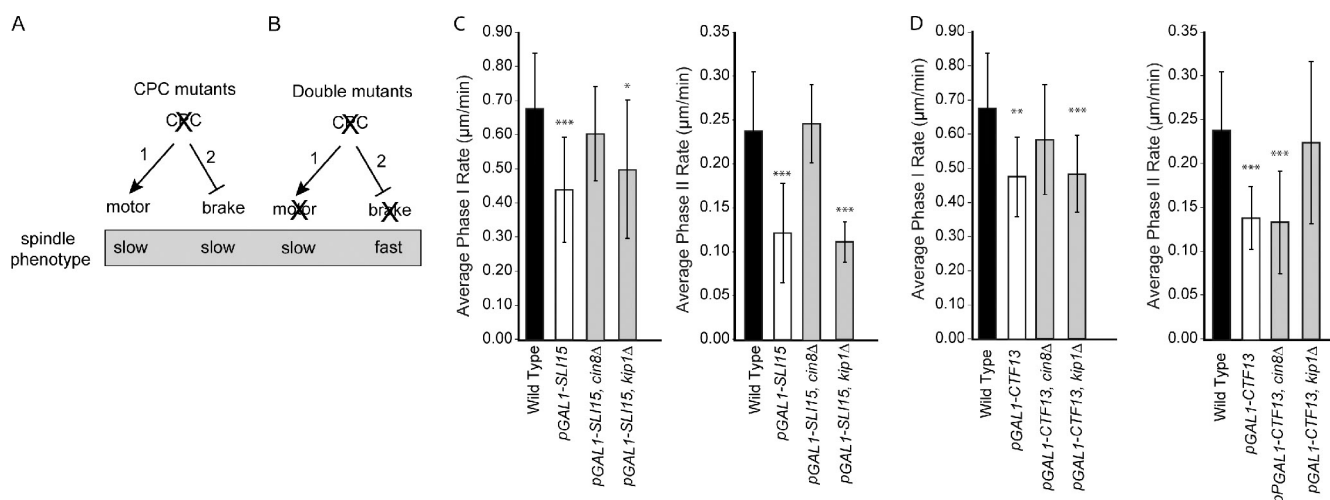 A
B
C
D
CPC mutants
CPC
1
2
motor
brake
Double mutants
CPC
1
2
motor
brake
spindle
phenotype
slow
slow
slow
fast
Average Phase I Rate (μm/min)
0.90
0.80
0.70
0.60
0.50
0.40
0.30
0.20
0.10
0.00
***
*
Wild Type
pGAL1-SLI15
pGAL1-SLI15, cin8Δ
pGAL1-SLI15, kip1Δ
Average Phase II Rate (μm/min)
0.35
0.30
0.25
0.20
0.15
0.10
0.05
0.00
***
***
Wild Type
pGAL1-SLI15
pGAL1-SLI15, cin8Δ
pGAL1-SLI15, kip1Δ
Average Phase I Rate (μm/min)
0.90
0.80
0.70
0.60
0.50
0.40
0.30
0.20
0.10
0.00
**
***
Wild Type
pGAL1-CTF13
pGAL1-CTF13, cin8Δ
pGAL1-CTF13, kip1Δ
Average Phase II Rate (μm/min)
0.35
0.30
0.25
0.20
0.15
0.10
0.05
0.00
***
***
Wild Type
pGAL1-CTF13
pPGAL1-CTF13, cin8Δ
pGAL1-CTF13, kip1Δ